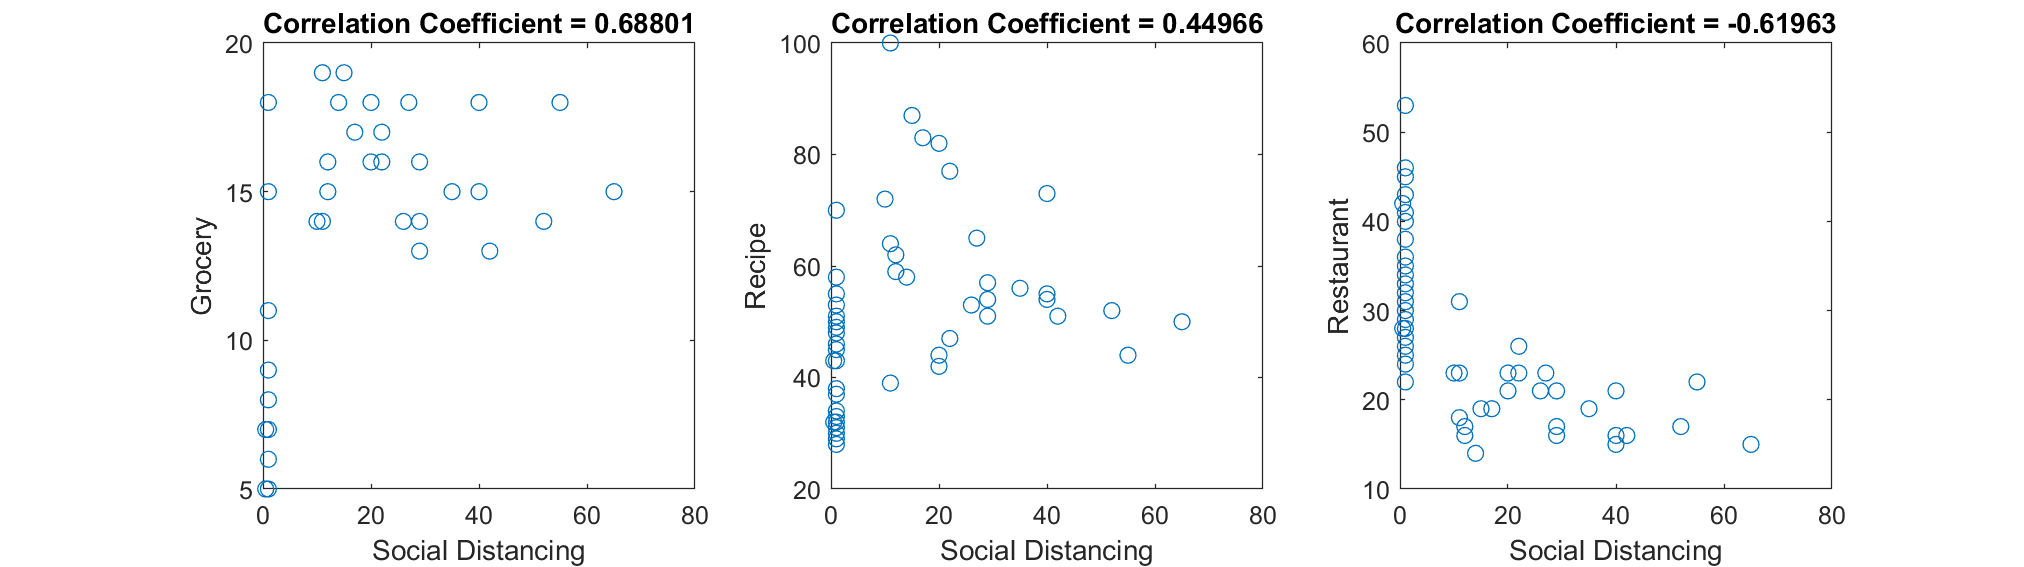 Correlation Coefficient = 0.68801
20
15
10
5
Grocery
0 20 40 60 80
Social Distancing
Correlation Coefficient = 0.44966
100
80
60
40
20
Recipe
0 20 40 60 80
Social Distancing
Correlation Coefficient = -0.61963
60
50
40
30
20
10
Restaurant
0 20 40 60 80
Social Distancing